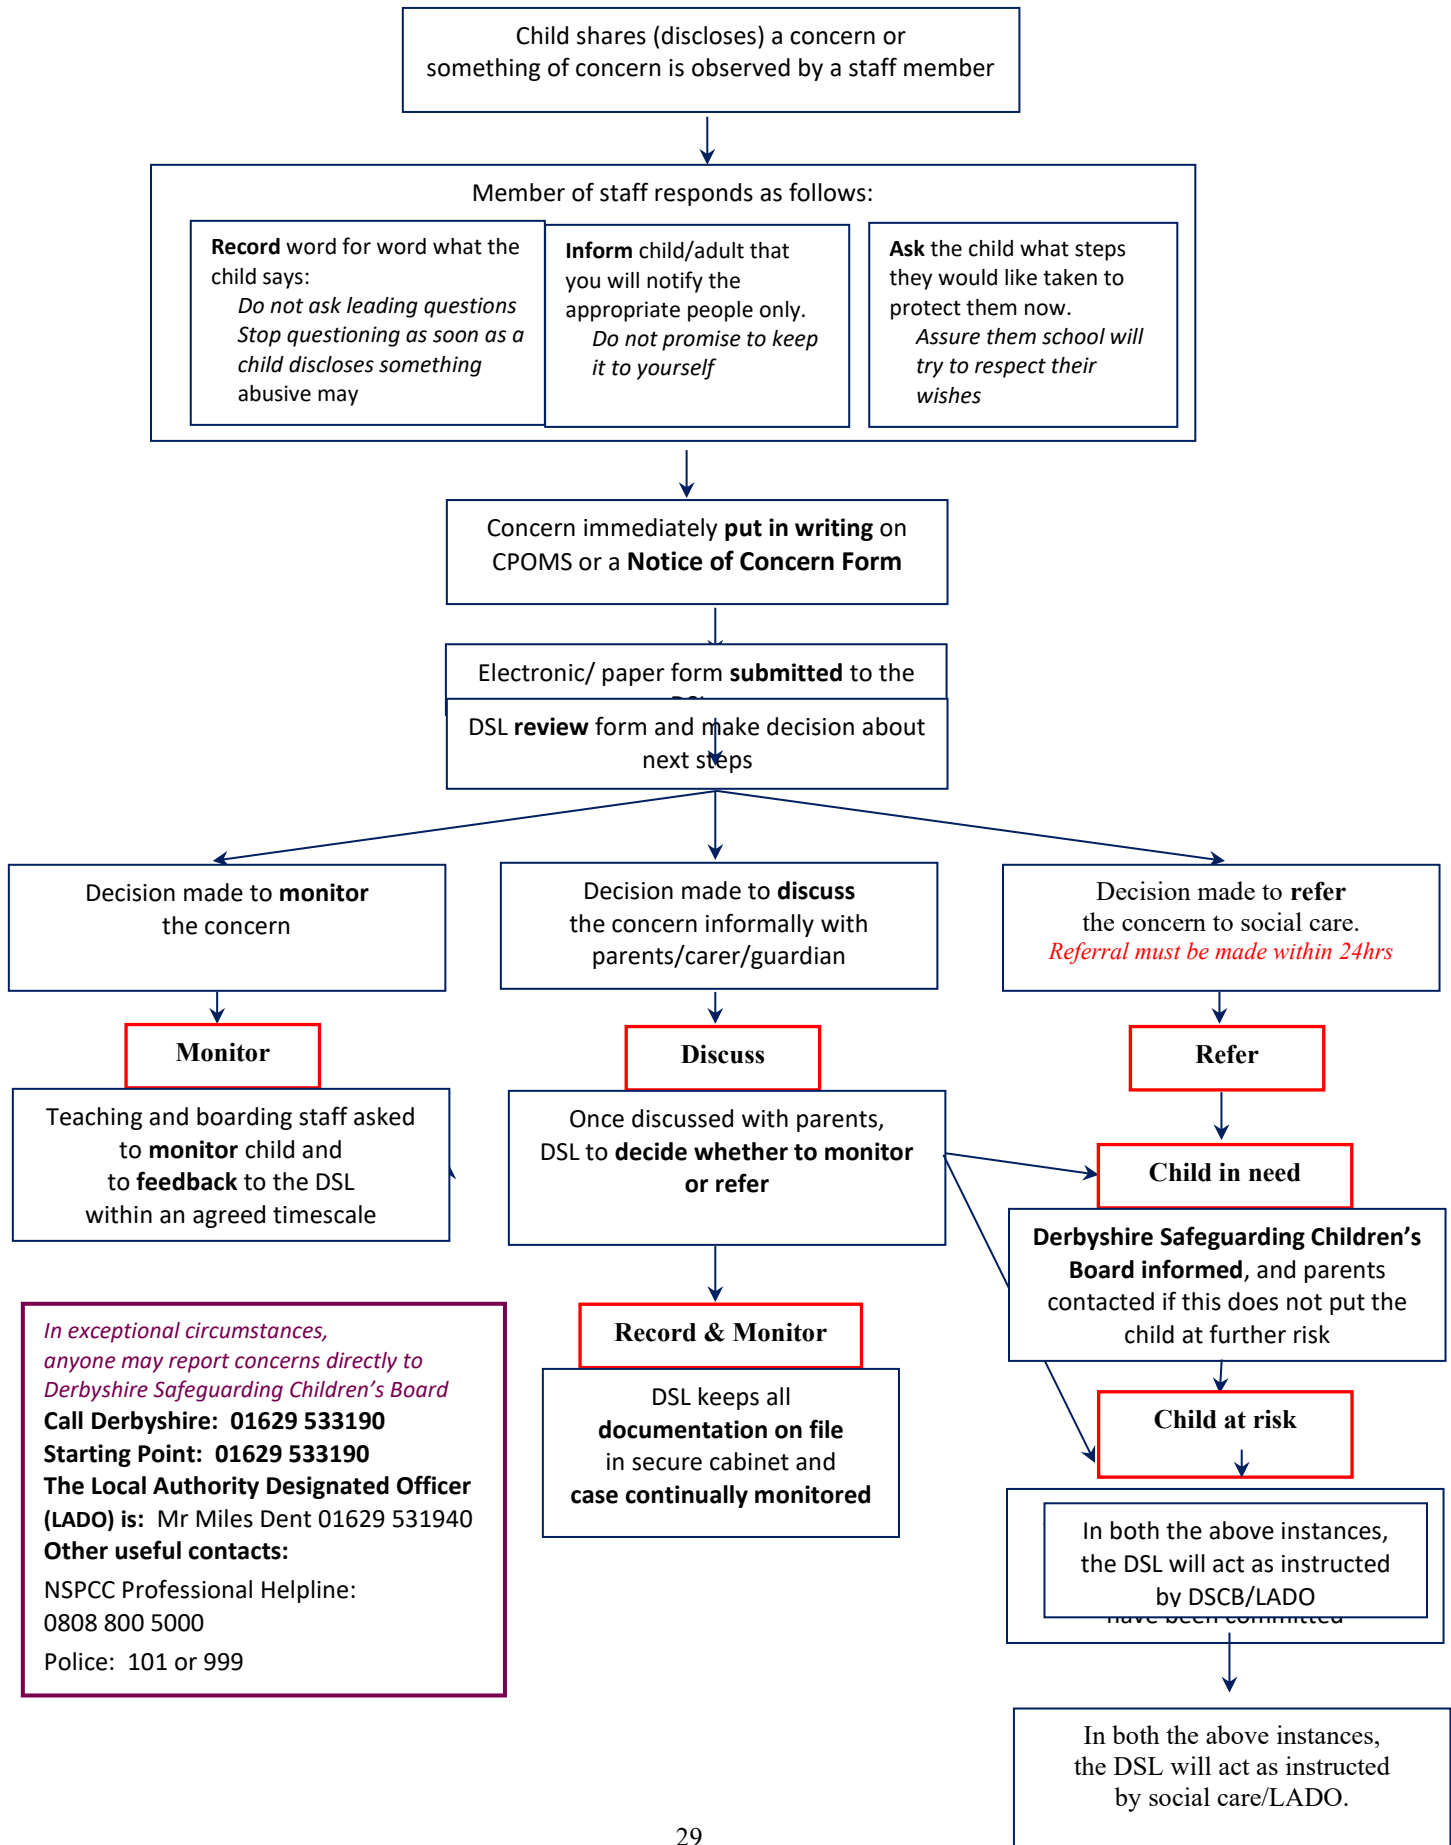 Child shares (discloses) a concern or
something of concern is observed by a staff member
Member of staff responds as follows:
Record word for word what the
child says:
Do not ask leading questions
Stop questioning as soon as a
child discloses something
abusive may
Inform child/adult that
you will notify the
appropriate people only.
Do not promise to keep
it to yourself
Ask the child what steps
they would like taken to
protect them now.
Assure them school will
try to respect their
wishes
Concern immediately put in writing on
CPOMS or a Notice of Concern Form
Electronic/ paper form submitted to the
DSL review form and make decision about
next steps
Decision made to monitor
the concern
Decision made to discuss
the concern informally with
parents/carer/guardian
Decision made to refer
the concern to social care.
Referral must be made within 24hrs
Monitor
Discuss
Refer
Teaching and boarding staff asked
to monitor child and
to feedback to the DSL
within an agreed timescale
Once discussed with parents,
DSL to decide whether to monitor
or refer
Child in need
Derbyshire Safeguarding Children’s
Board informed, and parents
contacted if this does not put the
child at further risk
In exceptional circumstances,
anyone may report concerns directly to
Derbyshire Safeguarding Children’s Board
Call Derbyshire: 01629 533190
Starting Point: 01629 533190
The Local Authority Designated Officer
(LADO) is: Mr Miles Dent 01629 531940
Other useful contacts:
NSPCC Professional Helpline:
0808 800 5000
Police: 101 or 999
Record & Monitor
DSL keeps all
documentation on file
in secure cabinet and
case continually monitored
Child at risk
In both the above instances,
the DSL will act as instructed
by DSCB/LADO
have been committed
In both the above instances,
the DSL will act as instructed
by social care/LADO.
29